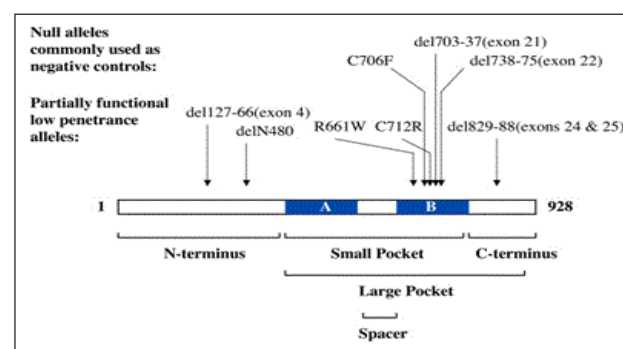 Null alleles
commonly used as
negative controls:
del703-37(exon 21)
C706F
del738-75(exon 22)
Partially functional
low penetrance
alleles:
del127-66(exon 4)
delN480
R661W
C712R
del829-88(exons 24 & 25)
1
A
B
928
N-terminus
Small Pocket
C-terminus
Large Pocket
Spacer